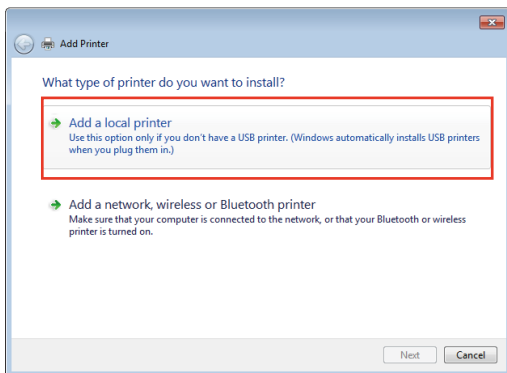 Add Printer
What type of printer do you want to install?
Add a local printer
Use this option only if you don't have a USB printer. (Windows automatically installs USB printers
when you plug them in.)
Add a network, wireless or Bluetooth printer
Make sure that your computer is connected to the network, or that your Bluetooth or wireless
printer is turned on.
Next Cancel